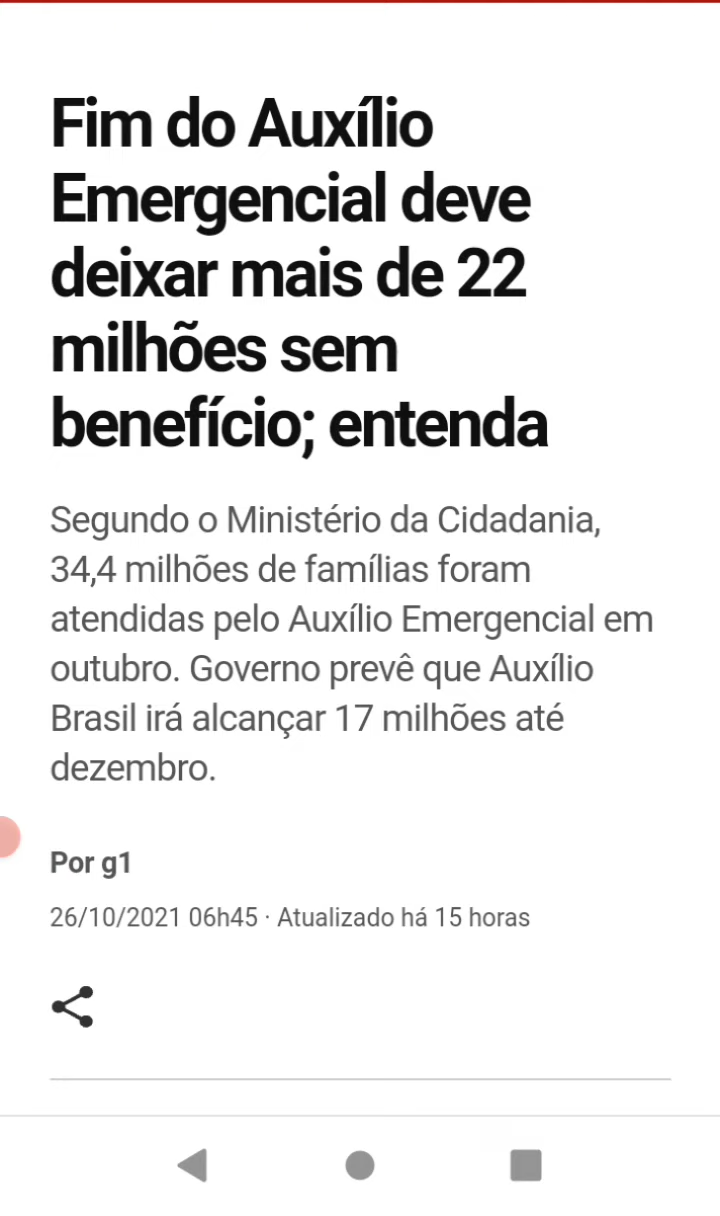 Fim do Auxílio
Emergencial deve
deixar mais de 22
milhões sem
benefício; entenda
Segundo o Ministério da Cidadania,
34,4 milhões de famílias foram
atendidas pelo Auxílio Emergencial em
outubro. Governo prevê que Auxílio
Brasil irá alcançar 17 milhões até
dezembro.
Por g1
26/10/2021 06h45 · Atualizado há 15 horas